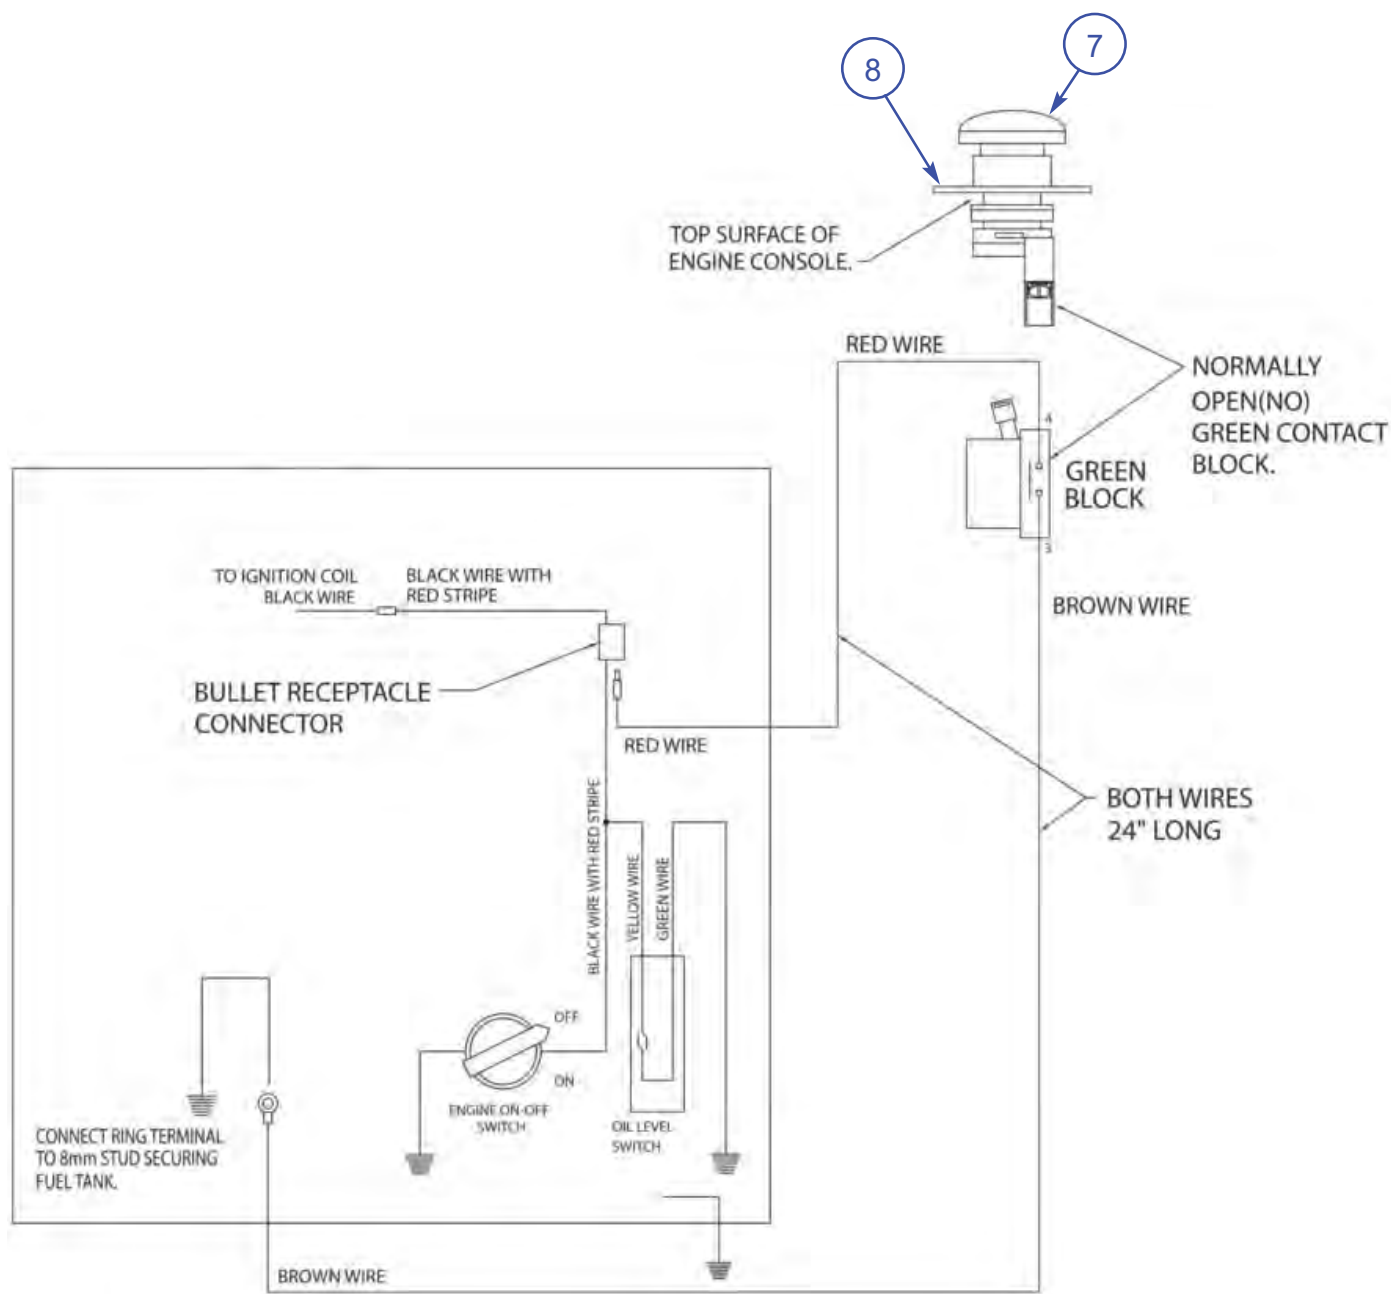 7
8
TOP SURFACE OF
ENGINE CONSOLE.
RED WIRE
NORMALLY
OPEN(NO)
GREEN CONTACT
BLOCK.
4
GREEN
BLOCK
3
TO IGNITION COIL
BLACK WIRE
BLACK WIRE WITH
RED STRIPE
BROWN WIRE
BULLET RECEPTACLE
CONNECTOR
RED WIRE
BOTH WIRES
24" LONG
BLACK WIRE WITH RED STRIPE
YELLOW WIRE
GREEN WIRE
OFF
ON
ENGINE ON-OFF
SWITCH
OIL LEVEL
SWITCH
CONNECT RING TERMINAL
TO 8mm STUD SECURING
FUEL TANK.
BROWN WIRE